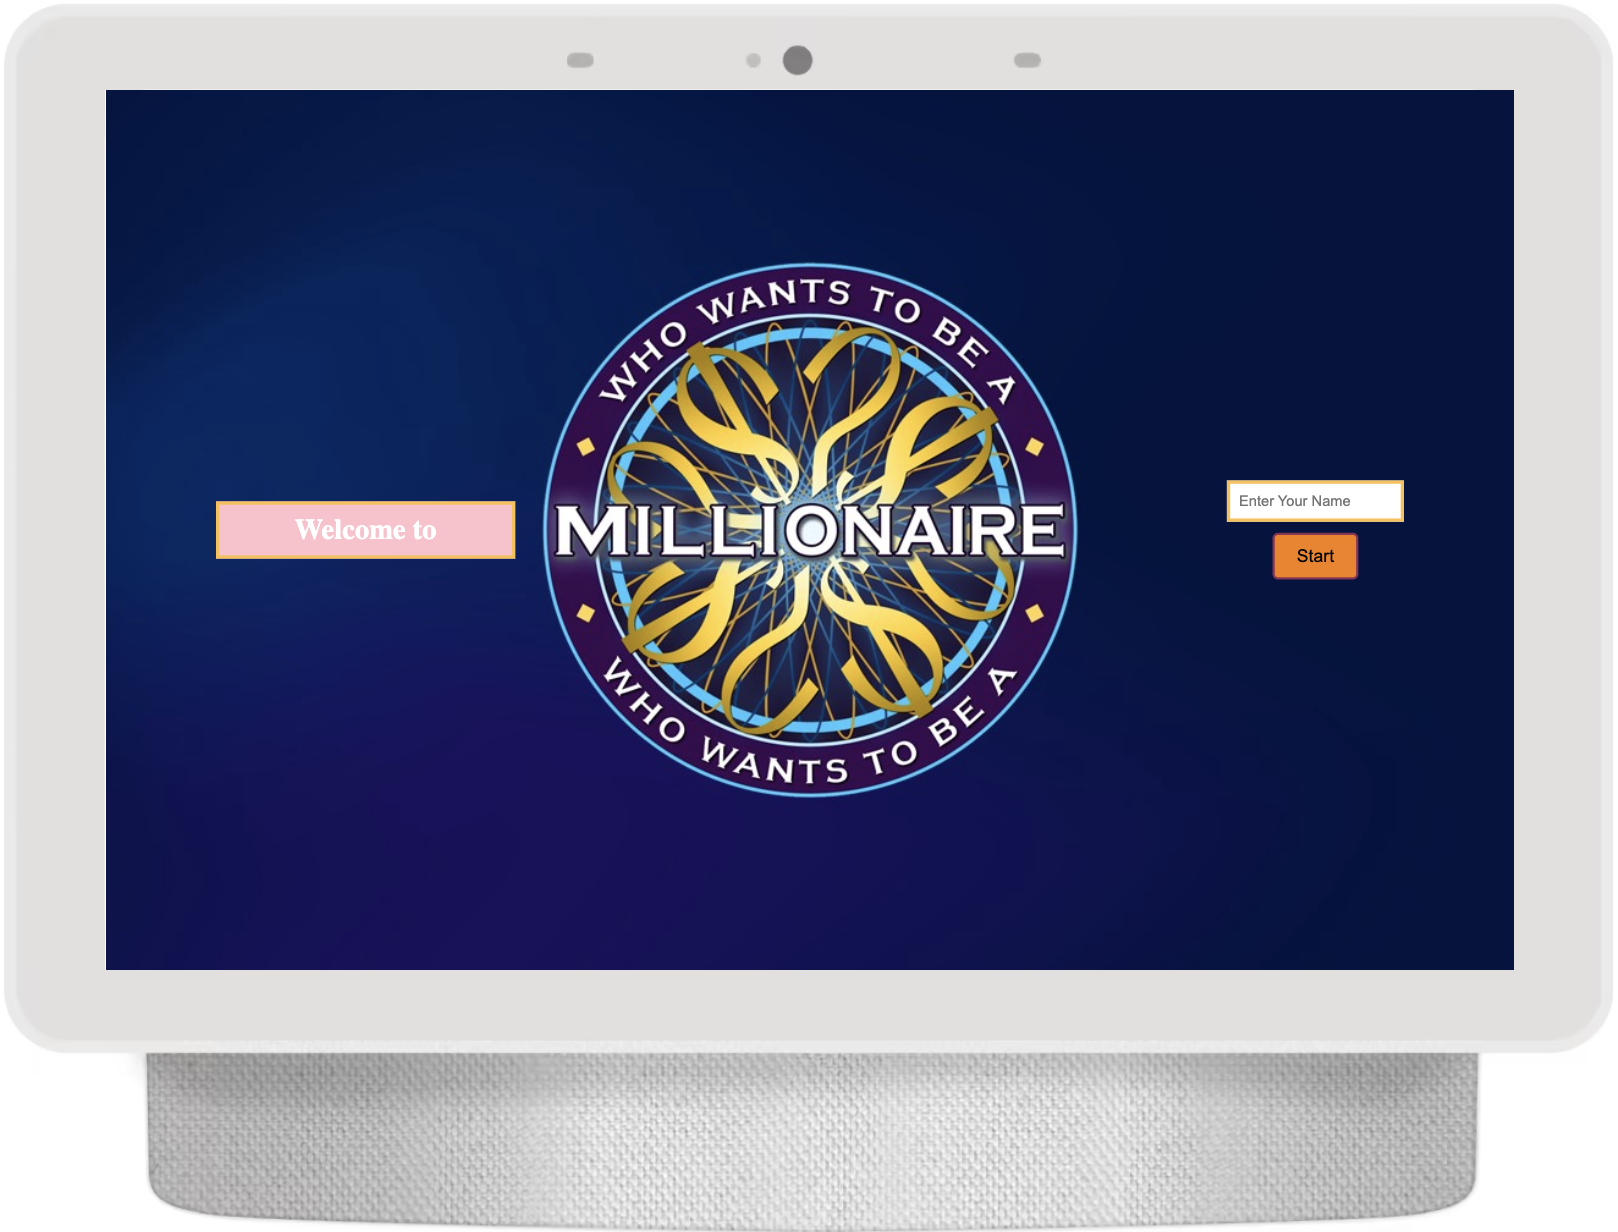 WHO WANTS TO BE A
Welcome to
MILLIONAIRE
Enter Your Name
Start
WHO WANTS TO BE A